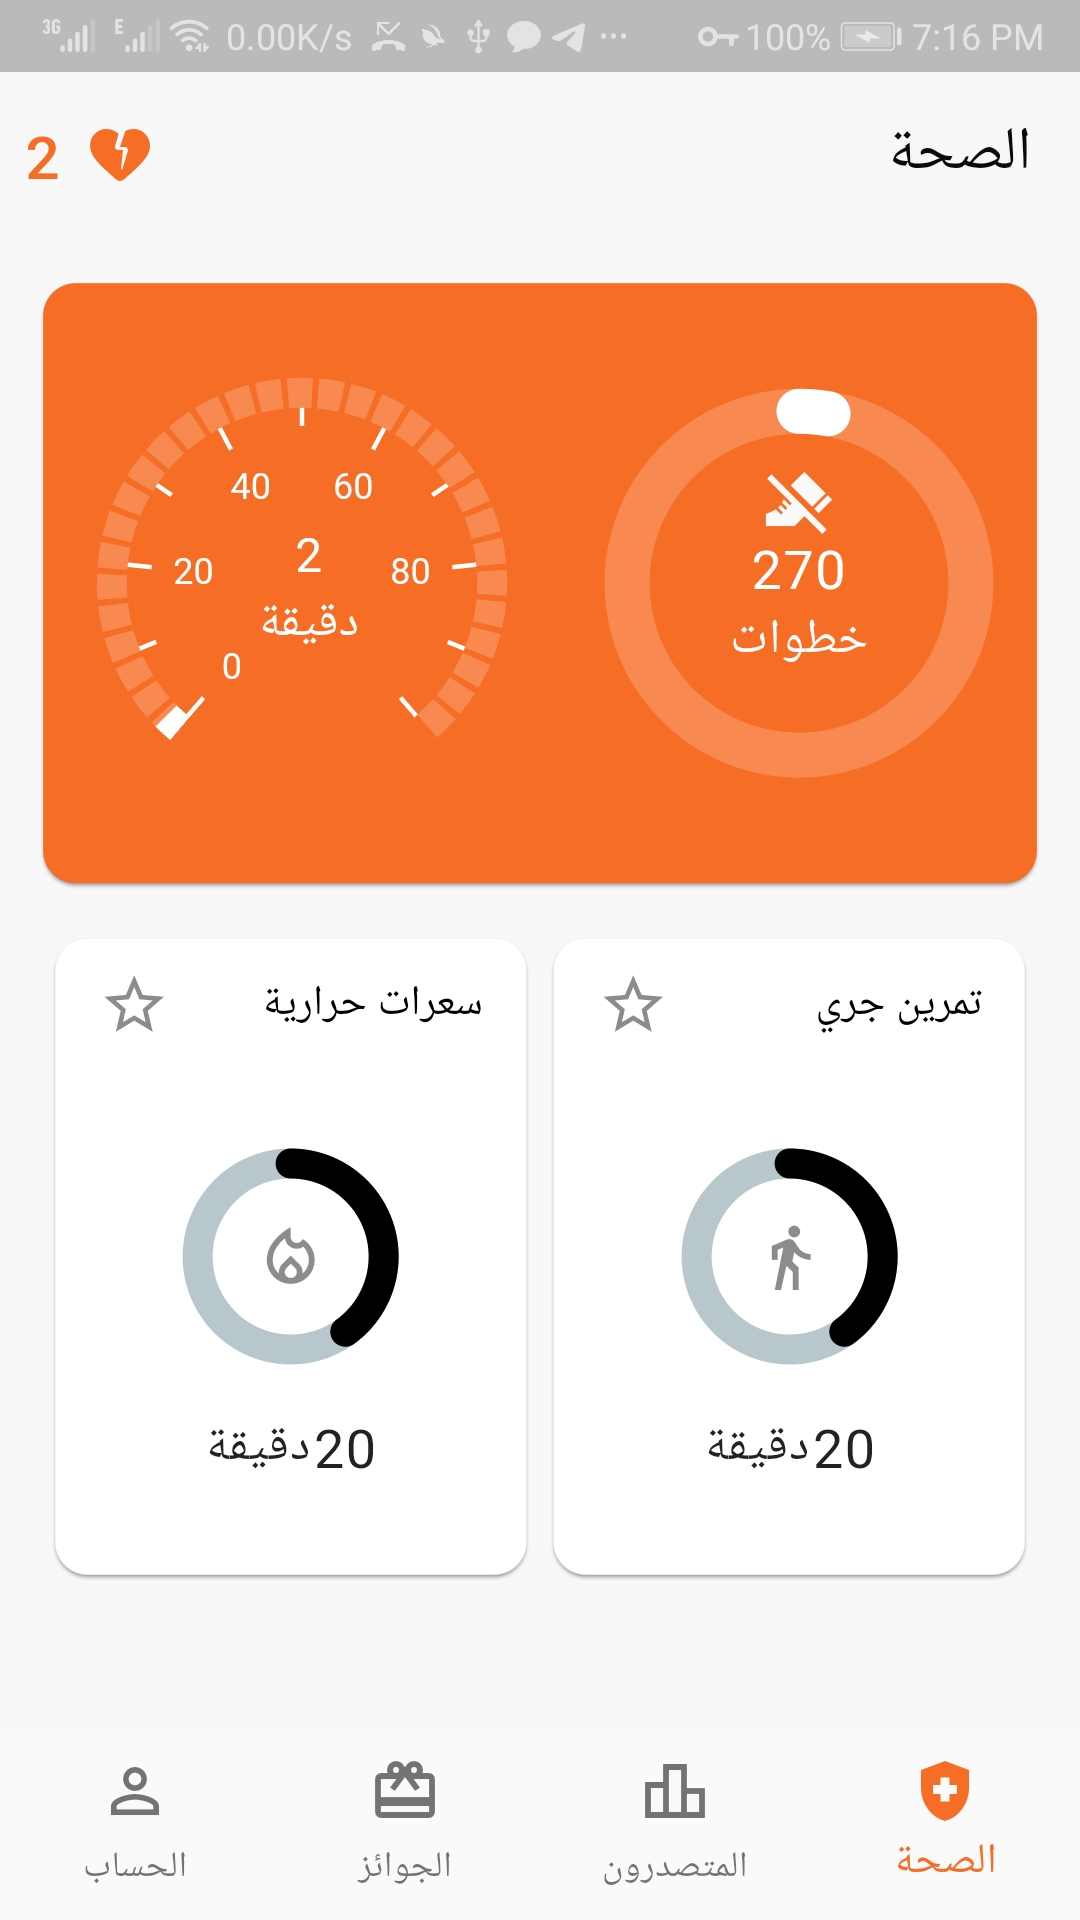 3G E 0.00K/s ... 100% 7:16 PM
الصحة
2
40 60
20 80
0
2
دقيقة
270
خطوات
تمرين جري
سعرات حرارية
20دقيقة
20دقيقة
الصحة
المتصدرون
الجوائز
الحساب